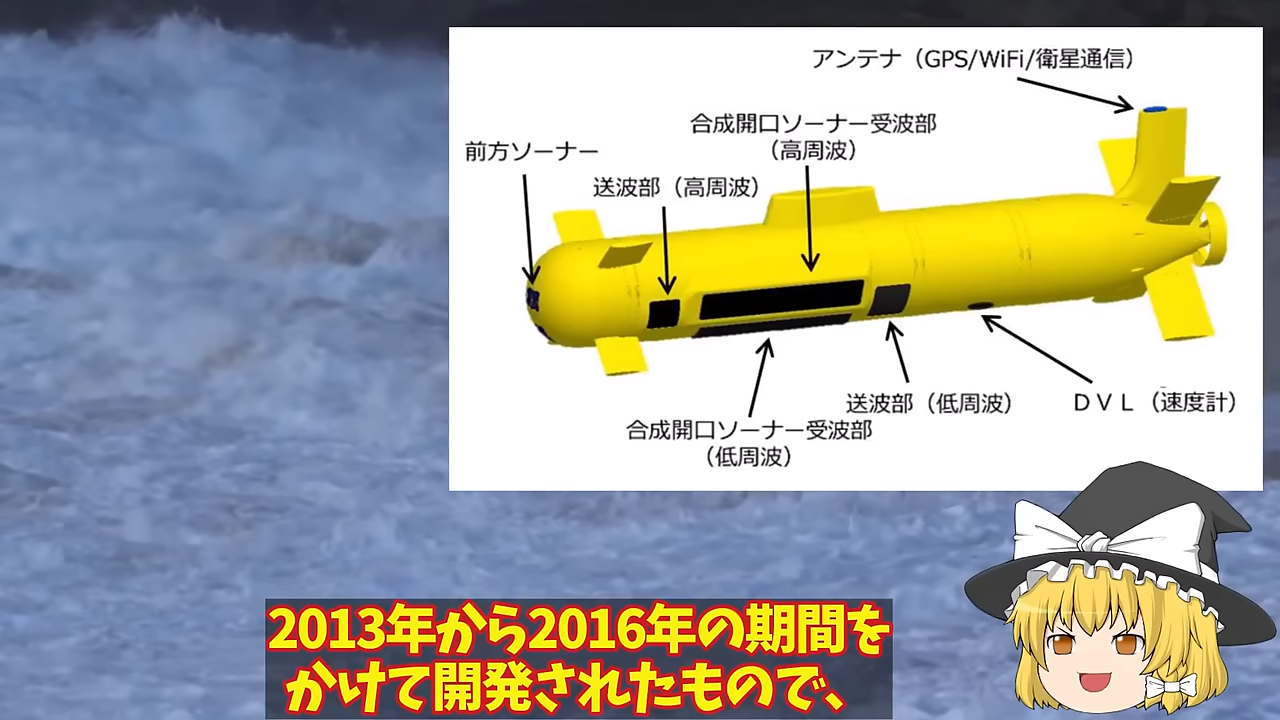 アンテナ（GPS/WiFi/衛星通信）
合成開口ソーナー受波部
（高周波）
前方ソーナー
送波部（高周波）
送波部（低周波）
ＤＶＬ（速度計）
合成開口ソーナー受波部
（低周波）
2013年から2016年の期間を
かけて開発されたもので、